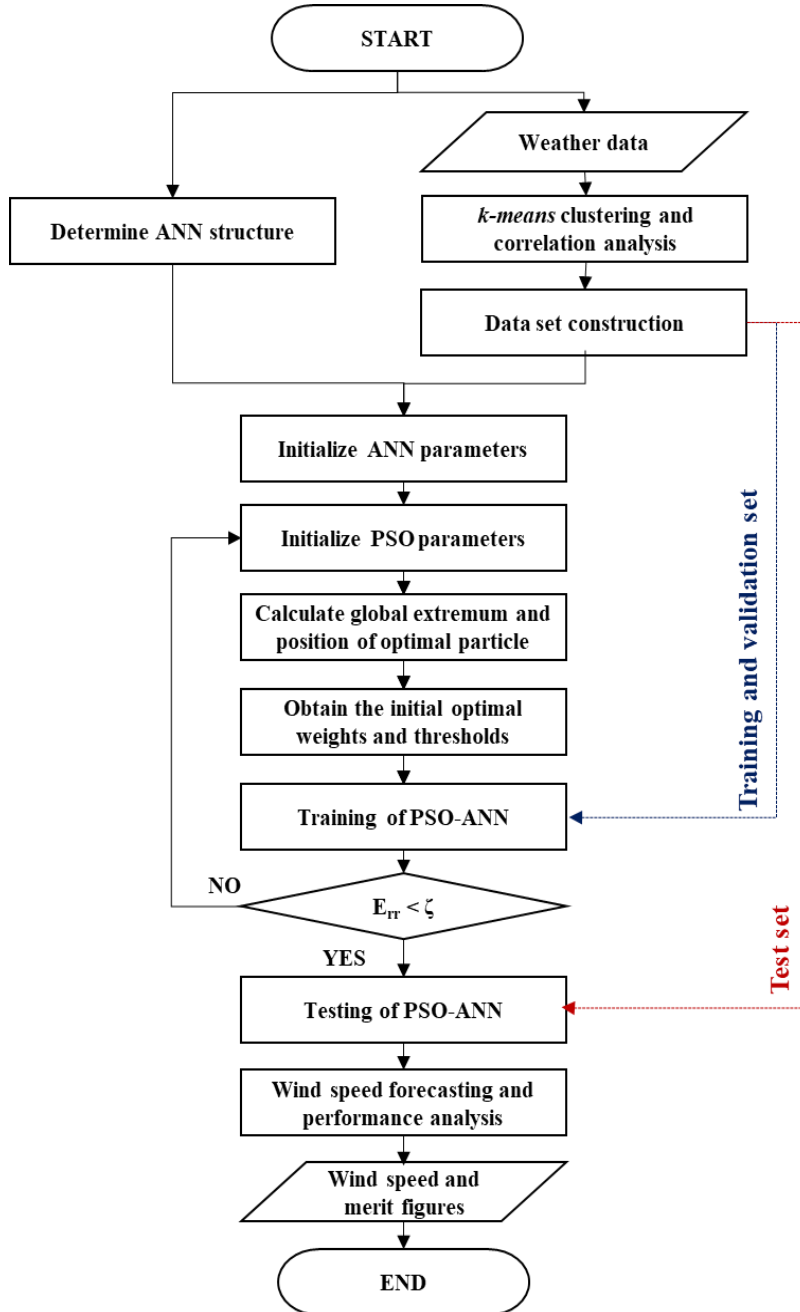 START
Weather data
Determine ANN structure
k-means clustering and
correlation analysis
Data set construction
Initialize ANN parameters
Initialize PSO parameters
Calculate global extremum and
position of optimal particle
Obtain the initial optimal
weights and thresholds
Training of PSO-ANN
Training and validation set
NO
Err < ζ
YES
Test set
Testing of PSO-ANN
Wind speed forecasting and
performance analysis
Wind speed and
merit figures
END